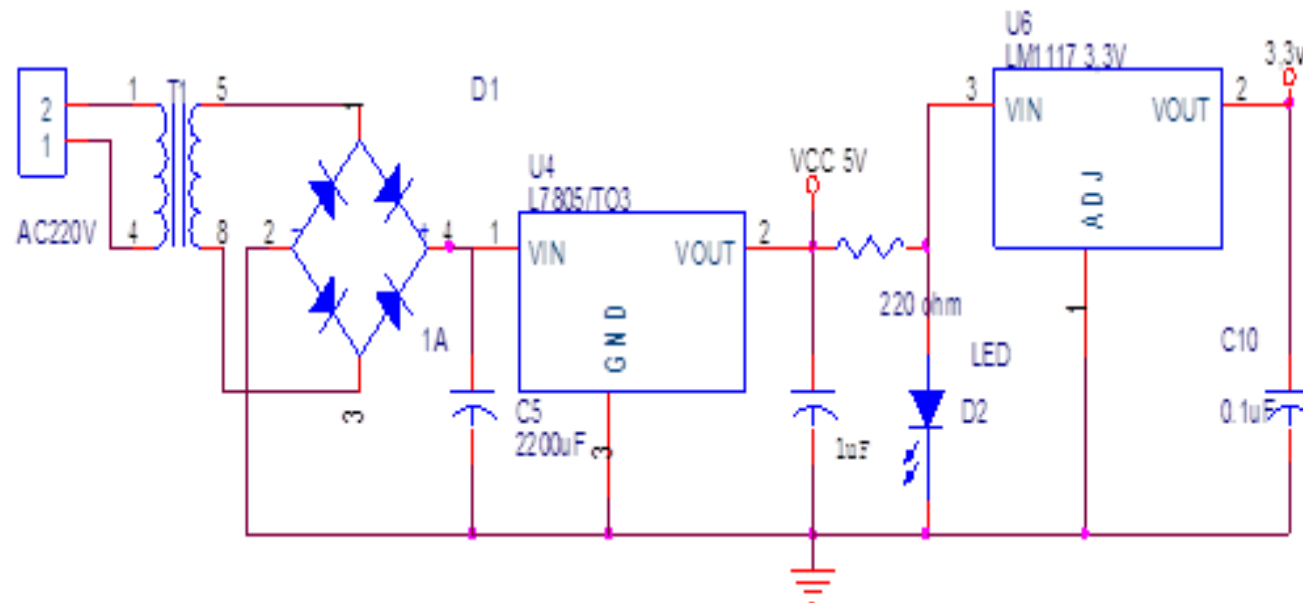 U6
LM1117 3,3V
3,3v
1
T1
5
D1
3
VIN
VOUT
2
2
1
1
U4
L7805/TO3
VCC 5V
ADJ
AC220V
4
8
2
-
+
4
1
VIN
VOUT
2
220 ohm
1
1A
GND
LED
C10
3
C5
2200uF
3
1uF
D2
0.1uF